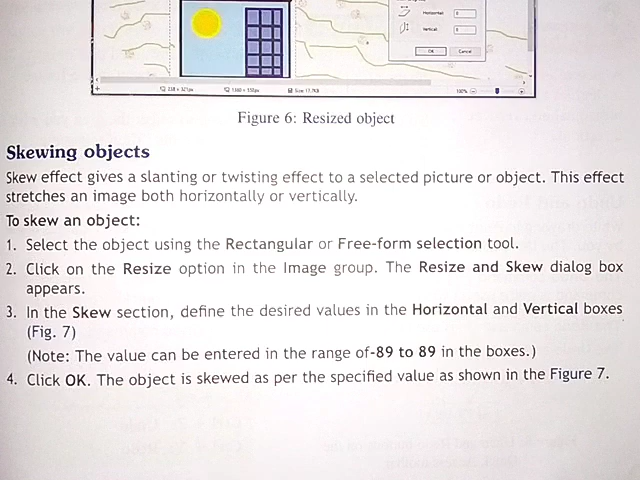 Horizontal:
Vertical:
OK Cancel
100%
Figure 6: Resized object
Skewing objects
Skew effect gives a slanting or twisting effect to a selected picture or object. This effect
stretches an image both horizontally or vertically.
To skew an object:
1. Select the object using the Rectangular or Free-form selection tool.
2. Click on the Resize option in the Image group. The Resize and Skew dialog box
appears.
3. In the Skew section, define the desired values in the Horizontal and Vertical boxes
(Fig. 7)
(Note: The value can be entered in the range of-89 to 89 in the boxes.)
4. Click OK. The object is skewed as per the specified value as shown in the Figure 7.